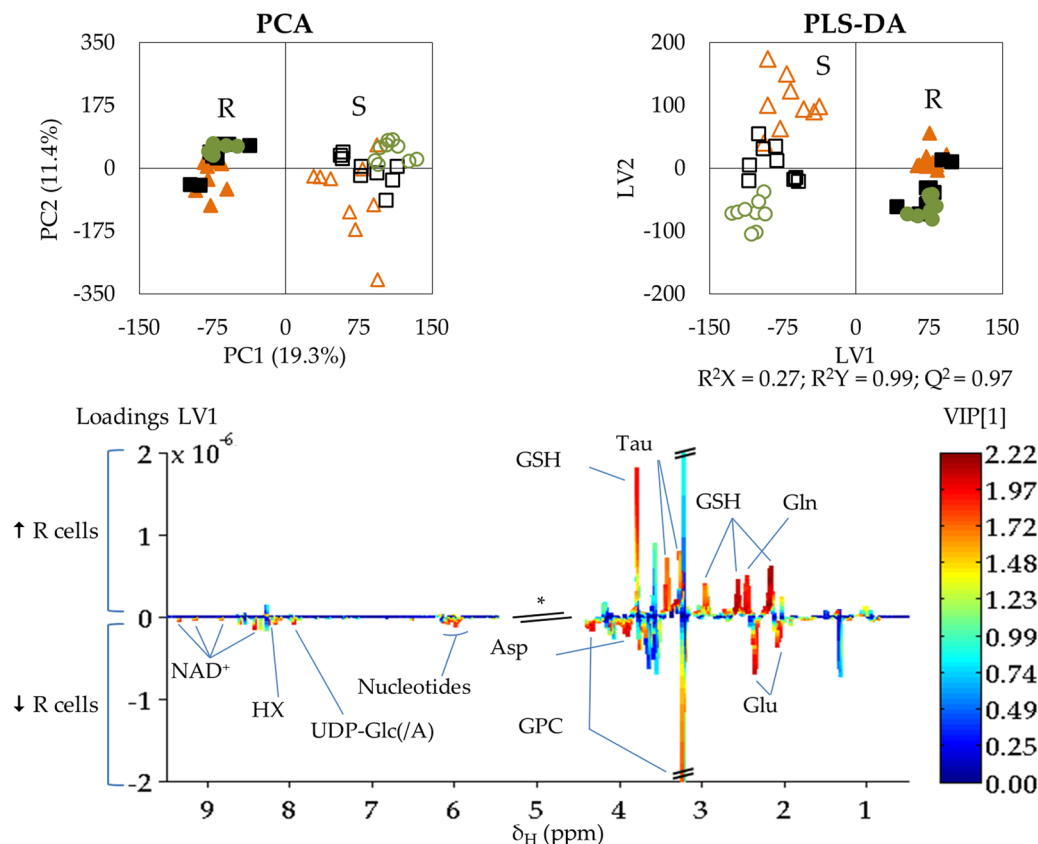 PCA
350
175
0
-175
-350
PC2 (11.4%)
R
S
-150
-75
0
75
150
PC1 (19.3%)
PLS-DA
200
100
0
-100
-200
LV2
S
R
-150
-75
0
75
150
LV1
R²X = 0.27; R²Y = 0.99; Q² = 0.97
Loadings LV1
VIP[1]
2
x 10⁻⁶
1
0
-1
-2
↑ R cells
↓ R cells
GSH
Tau
GSH
Gln
*
NAD⁺
HX
UDP-Glc(/A)
Nucleotides
Asp
GPC
Glu
9
8
7
6
5
4
3
2
1
δH (ppm)
2.22
1.97
1.72
1.48
1.23
0.99
0.74
0.49
0.25
0.00